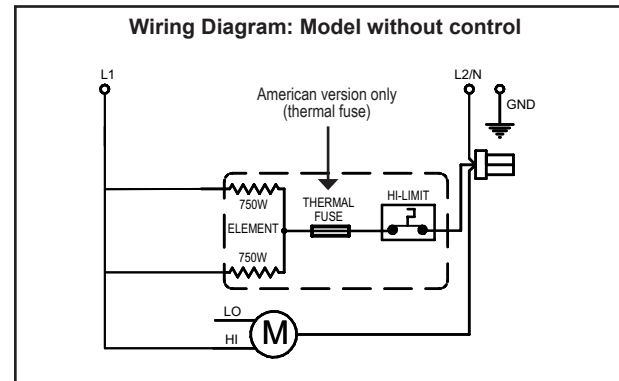 Wiring Diagram: Model without control
L1
L2/N
GND
American version only
(thermal fuse)
750W
THERMAL
FUSE
HI-LIMIT
ELEMENT
750W
LO
HI
M